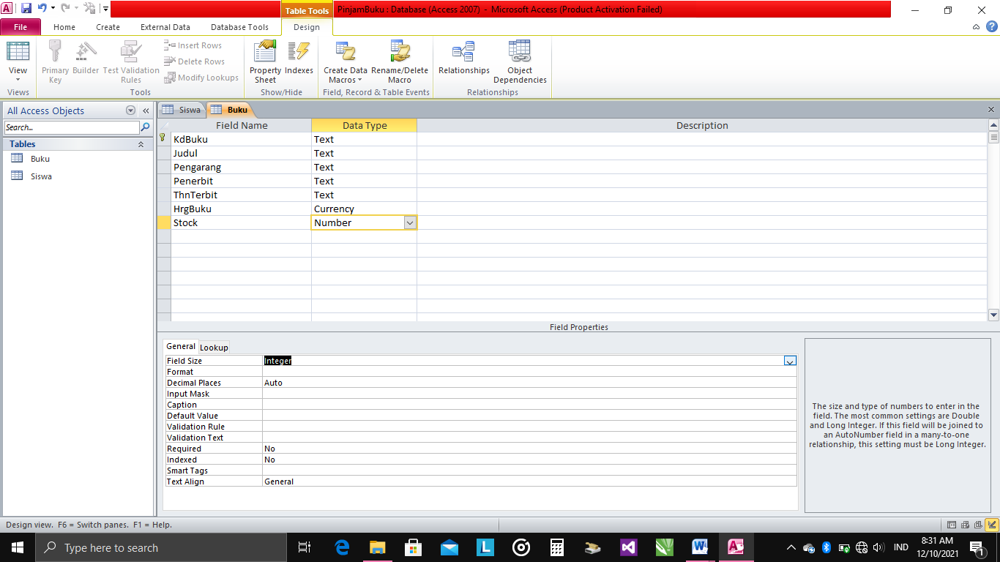 Table Tools
PinjamBuku : Database (Access 2007) - Microsoft Access (Product Activation Failed)
File Home Create External Data Database Tools Design
View
Views
Primary Key
Builder
Test Validation Rules
Insert Rows
Delete Rows
Modify Lookups
Tools
Property Sheet
Indexes
Show/Hide
Create Data Macros
Rename/Delete Macro
Field, Record & Table Events
Relationships
Object Dependencies
Relationships
All Access Objects
Search...
Tables
Buku
Siswa
Siswa Buku
Field Name Data Type Description
KdBuku Text
Judul Text
Pengarang Text
Penerbit Text
ThnTerbit Text
HrgBuku Currency
Stock Number
Field Properties
General Lookup
Field Size Integer
Format
Decimal Places Auto
Input Mask
Caption
Default Value
Validation Rule
Validation Text
Required No
Indexed No
Smart Tags
Text Align General
The size and type of numbers to enter in the
field. The most common settings are Double
and Long Integer. If this field will be joined to
an AutoNumber field in a many-to-one
relationship, this setting must be Long Integer.
Design view. F6 = Switch panes. F1 = Help.
Type here to search
IND
8:31 AM
12/10/2021
1